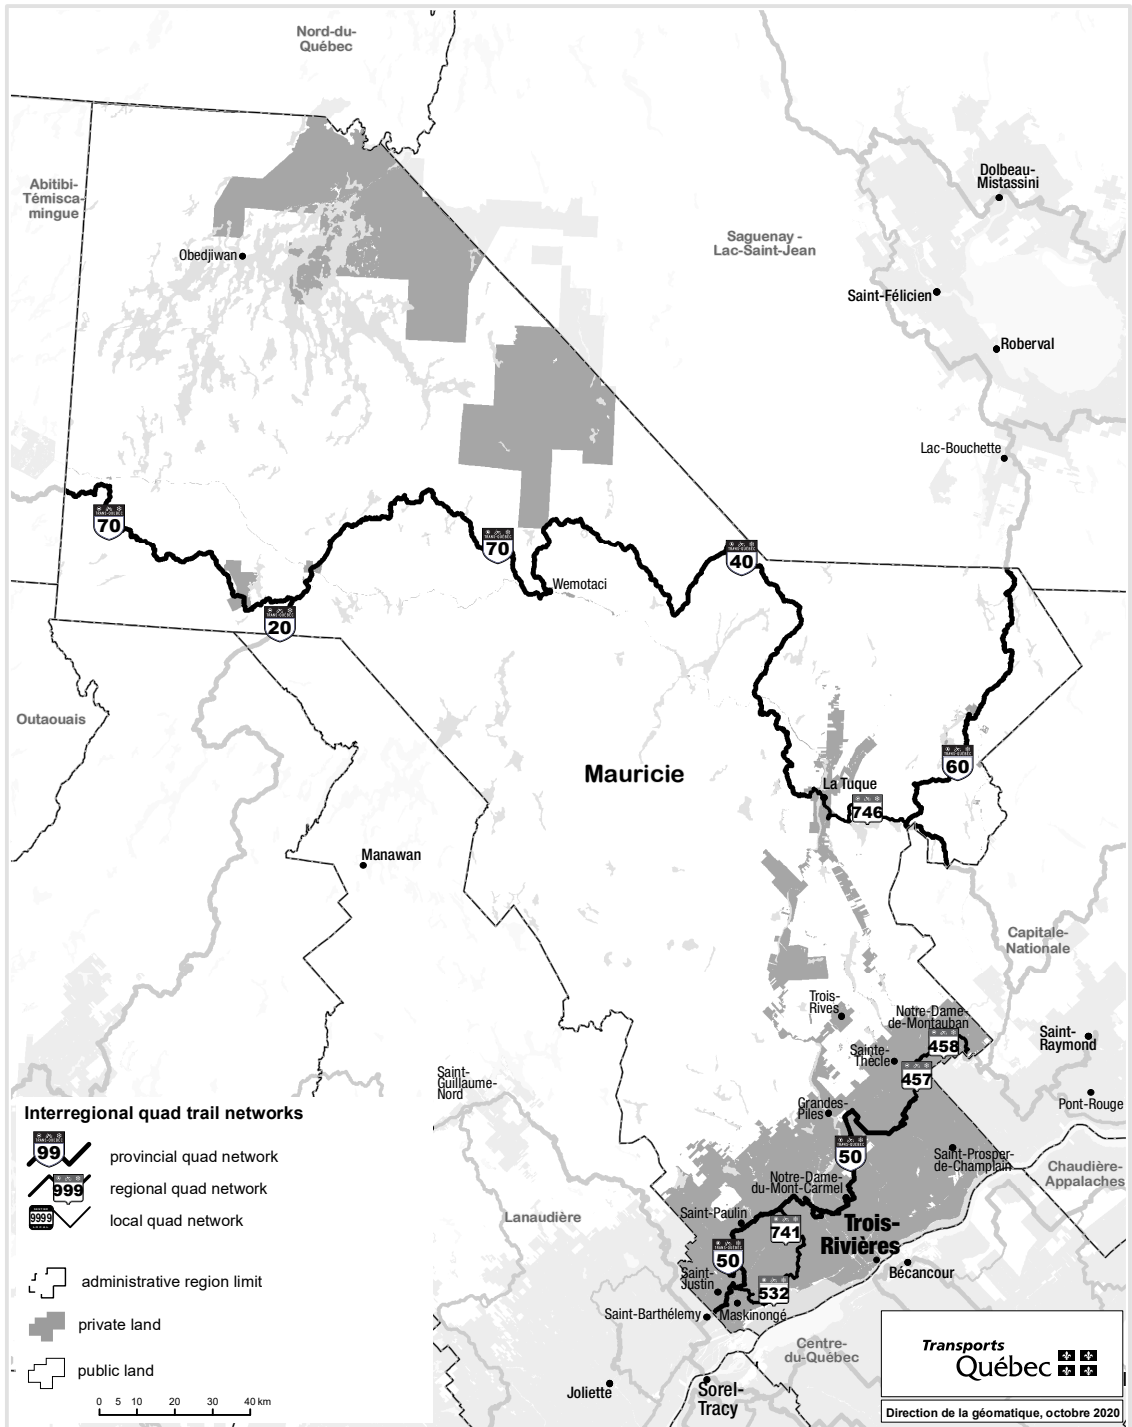 Nord-du-
Québec
Abitibi-
Témisca-
mingue
Dolbeau-
Mistassini
Saguenay -
Lac-Saint-Jean
Obedjiwan
Saint-Félicien
Roberval
Lac-Bouchette
70
70
40
Wemotaci
20
Outaouais
Mauricie
60
La Tuque
746
Manawan
Capitale-
Nationale
Trois-
Rives
Notre-Dame-
de-Montauban
Saint-
Raymond
458
Sainte-
Thècle
457
Saint-
Guillaume-
Nord
Pont-Rouge
Grandes-
Piles
50
Saint-Prosper-
de-Champlain
Chaudière-
Appalaches
Notre-Dame-
du-Mont-Carmel
Lanaudière
Saint-Paulin
741
Trois-
Rivières
50
Saint-
Justin
Bécancour
532
Saint-Barthélemy
Maskinongé
Centre-
du-Québec
Joliette
Sorel-
Tracy
Interregional quad trail networks
TRANS-QUÉBEC
99
provincial quad network
999
regional quad network
9999
local quad network
administrative region limit
private land
public land
0 5 10 20 30 40 km
Transports
Québec
Direction de la géomatique, octobre 2020